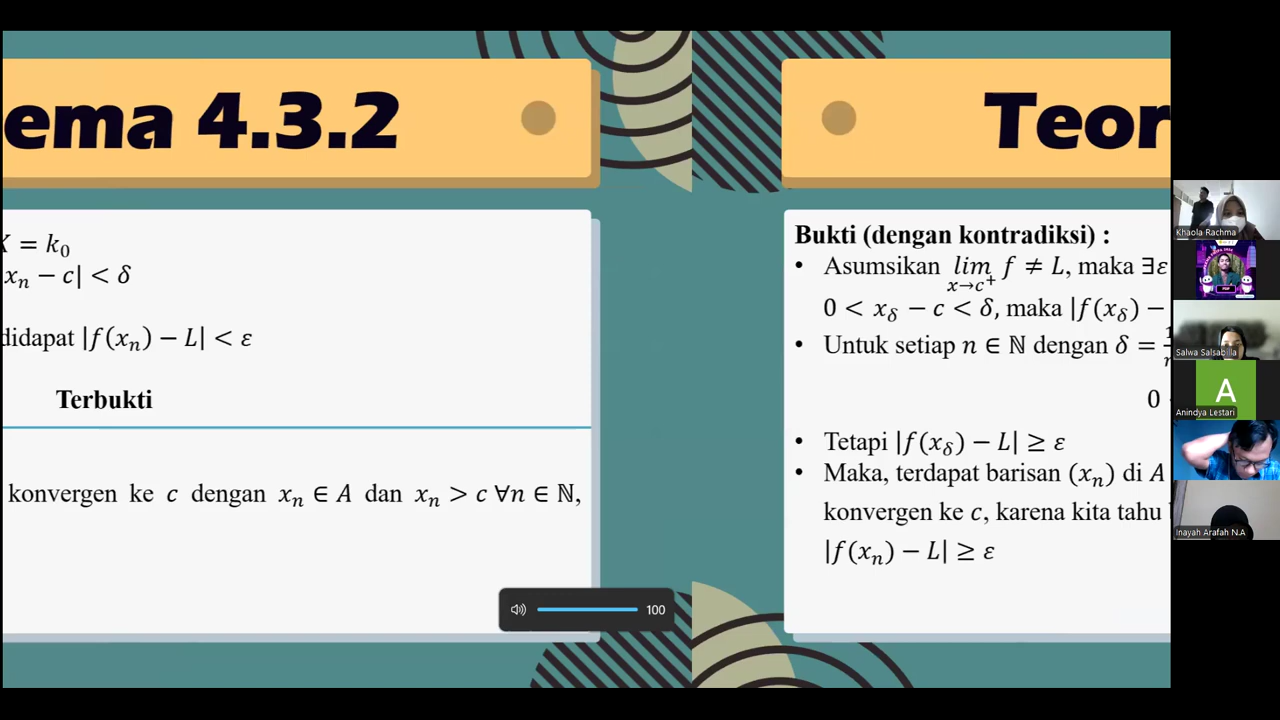 ema 4.3.2
X = k₀
xₙ − c| < δ
didapat |f(xₙ) − L| < ε
Terbukti
konvergen ke c dengan xₙ ∈ A dan xₙ > c ∀n ∈ ℕ,
100
Teor
Bukti (dengan kontradiksi) :
• Asumsikan lim x→c⁺ f ≠ L, maka ∃ε
0 < x_δ − c < δ, maka |f(x_δ) −
• Untuk setiap n ∈ ℕ dengan δ = 1
0
• Tetapi |f(x_δ) − L| ≥ ε
• Maka, terdapat barisan (xₙ) di A
konvergen ke c, karena kita tahu
|f(xₙ) − L| ≥ ε
Khaola Rachma
Salwa Salsabilla
A
Anindya Lestari
Inayah Arafah N.A